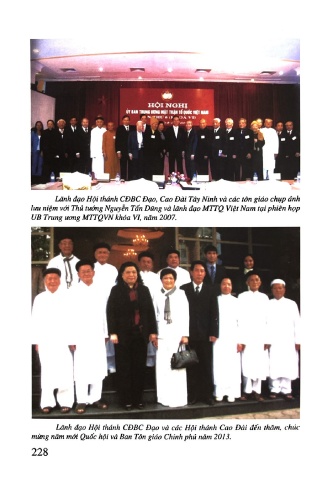 HỘI NGHỊ
ỦY BAN TRUNG ƯƠNG MẶT TRẬN TỔ QUỐC VIỆT NAM
Lãnh đạo Hội thánh CĐBC Đạo, Cao Đài Tây Ninh và các tôn giáo chụp ảnh
lưu niệm với Thủ tướng Nguyễn Tấn Dũng và lãnh đạo MTTQ Việt Nam tại phiên họp
UB Trung ương MTTQVN khóa VI, năm 2007.
Lãnh đạo Hội thánh CĐBC Đạo và các Hội thánh Cao Đài đến thăm, chúc
mừng năm mới Quốc hội và Ban Tôn giáo Chính phủ năm 2013.
228